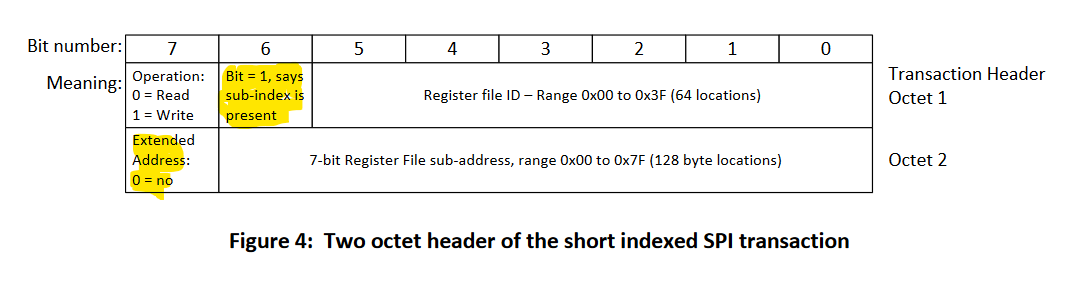 Bit number: 7 6 5 4 3 2 1 0
Meaning:
Operation:
0 = Read
1 = Write
Bit = 1, says
sub-index is
present
Register file ID – Range 0x00 to 0x3F (64 locations)
Transaction Header
Octet 1
Extended
Address:
0 = no
7-bit Register File sub-address, range 0x00 to 0x7F (128 byte locations)
Octet 2
Figure 4: Two octet header of the short indexed SPI transaction